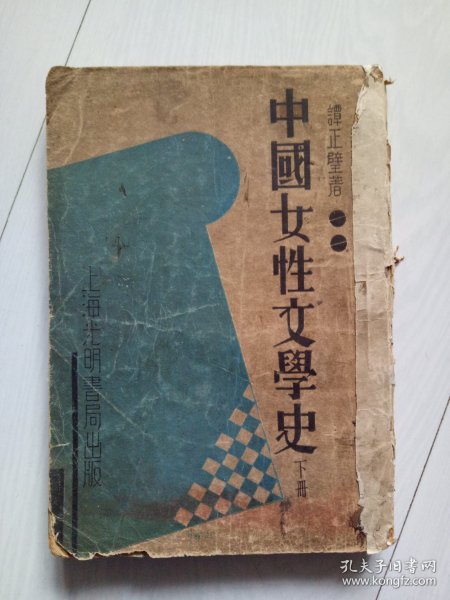 譚正璧著
中國女性文學史
下冊
上海光明書局出版
孔夫子旧书网
www.kongfz.com